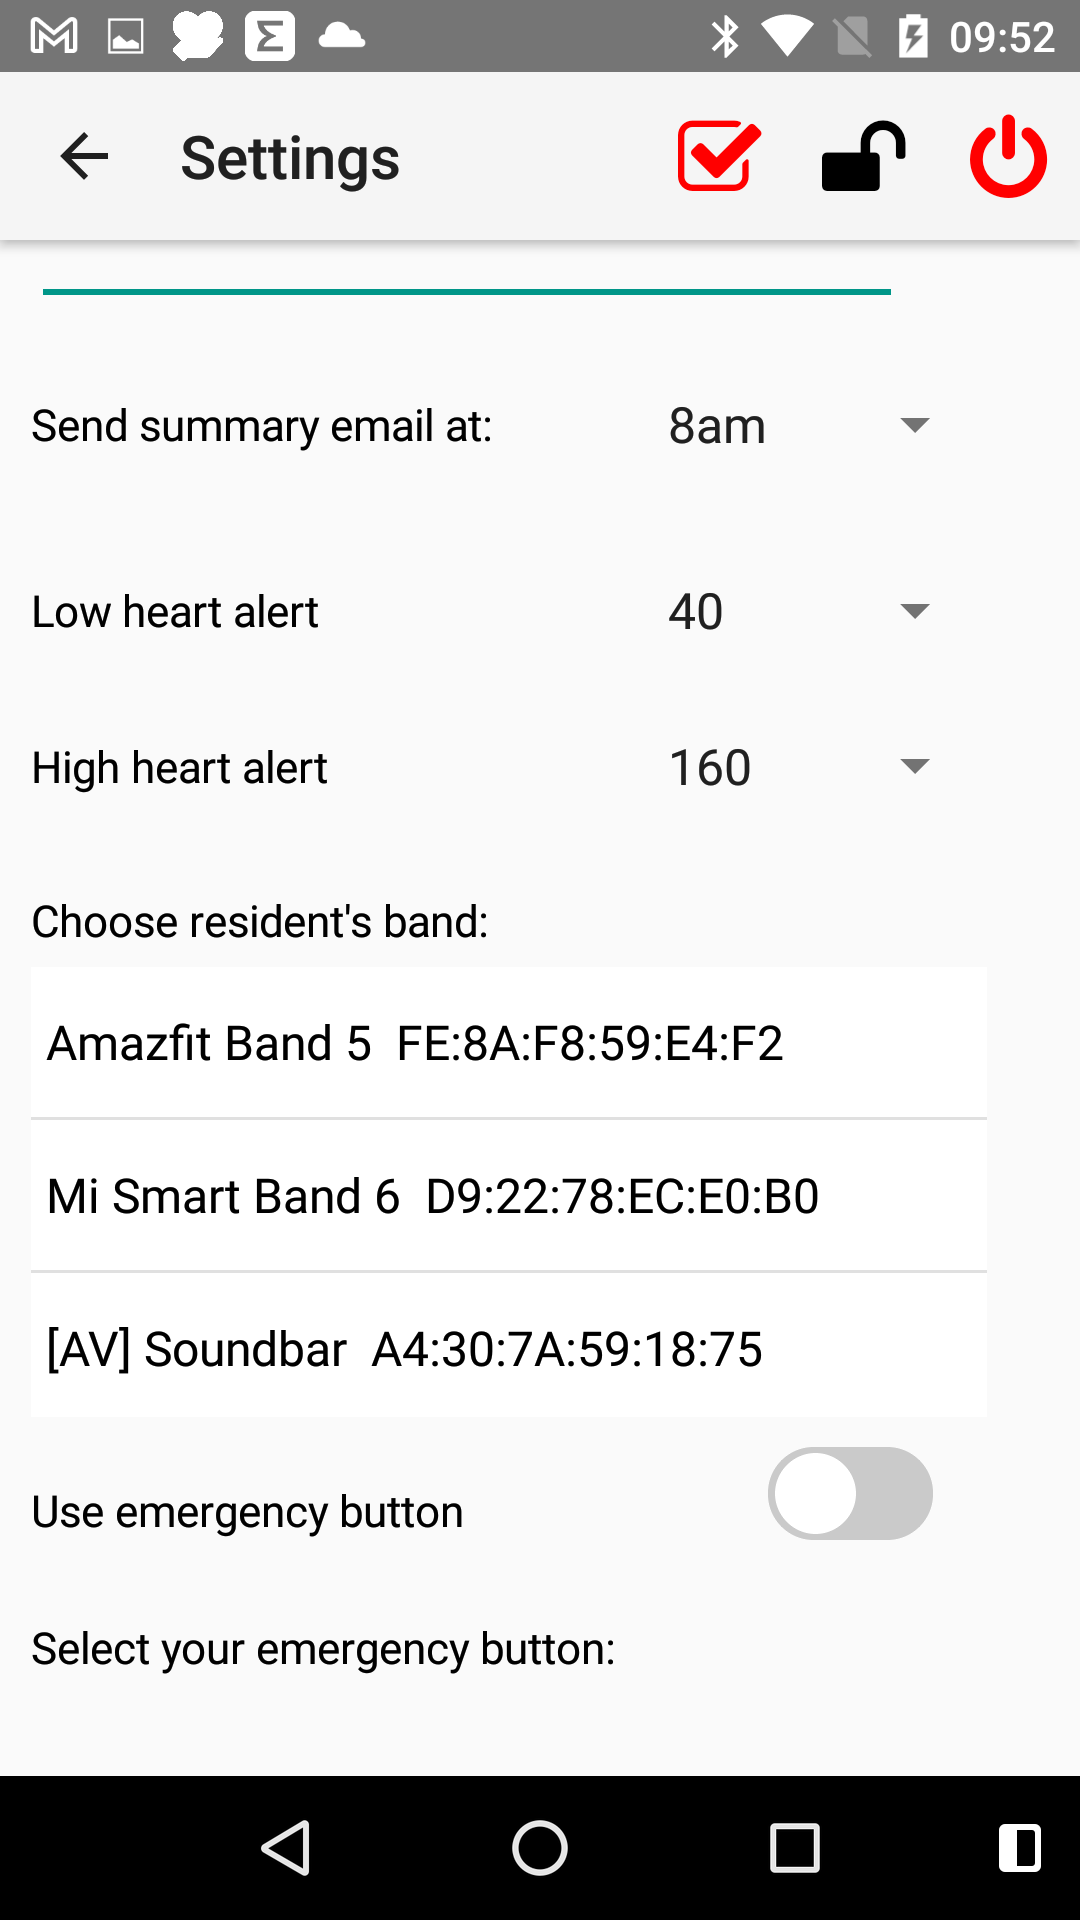 09:52
Settings
Send summary email at: 8am
Low heart alert 40
High heart alert 160
Choose resident's band:
Amazfit Band 5 FE:8A:F8:59:E4:F2
Mi Smart Band 6 D9:22:78:EC:E0:B0
[AV] Soundbar A4:30:7A:59:18:75
Use emergency button
Select your emergency button: